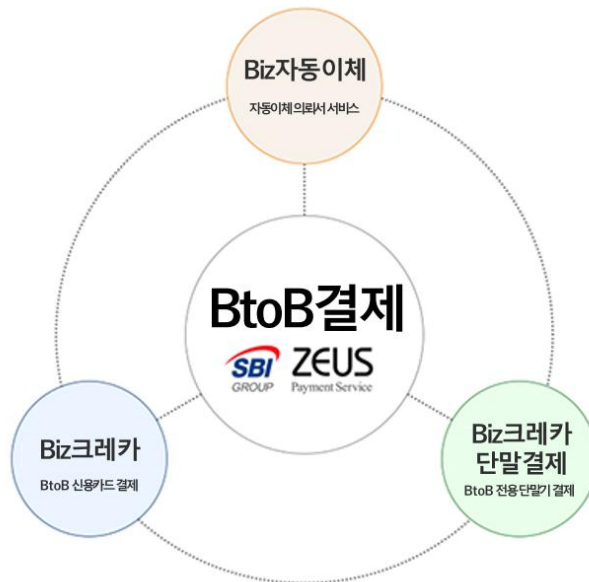 Biz자동이체
자동이체 의뢰서 서비스
BtoB결제
SBI
GROUP
ZEUS
Payment Service
Biz크레카
BtoB 신용카드 결제
Biz크레카
단말결제
BtoB 전용 단말기 결제